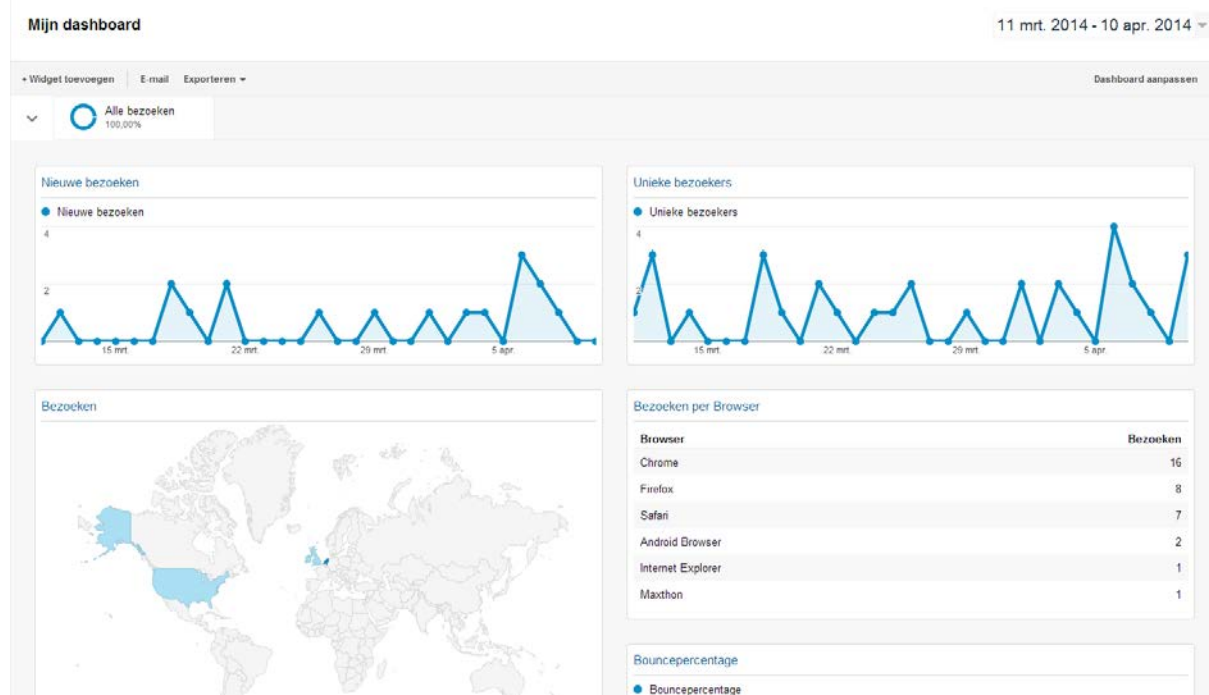 Mijn dashboard
11 mrt. 2014 - 10 apr. 2014
+ Widget toevoegen E-mail Exporteren
Dashboard aanpassen
Alle bezoeken
100,00%
Nieuwe bezoeken
Nieuwe bezoeken
4
2
15 mrt. 22 mrt. 29 mrt. 5 apr.
Unieke bezoekers
Unieke bezoekers
4
2
15 mrt. 22 mrt. 29 mrt. 5 apr.
Bezoeken
Bezoeken per Browser
Browser Bezoeken
Chrome 16
Firefox 8
Safari 7
Android Browser 2
Internet Explorer 1
Maxthon 1
Bouncepercentage
Bouncepercentage